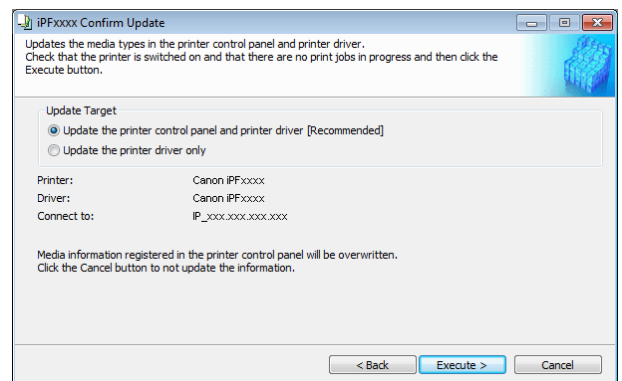 iPFxxxx Confirm Update
Updates the media types in the printer control panel and printer driver.
Check that the printer is switched on and that there are no print jobs in progress and then click the
Execute button.
Update Target
Update the printer control panel and printer driver [Recommended]
Update the printer driver only
Printer: Canon iPFxxxx
Driver: Canon iPFxxxx
Connect to: IP_xxx.xxx.xxx.xxx
Media information registered in the printer control panel will be overwritten.
Click the Cancel button to not update the information.
< Back Execute > Cancel